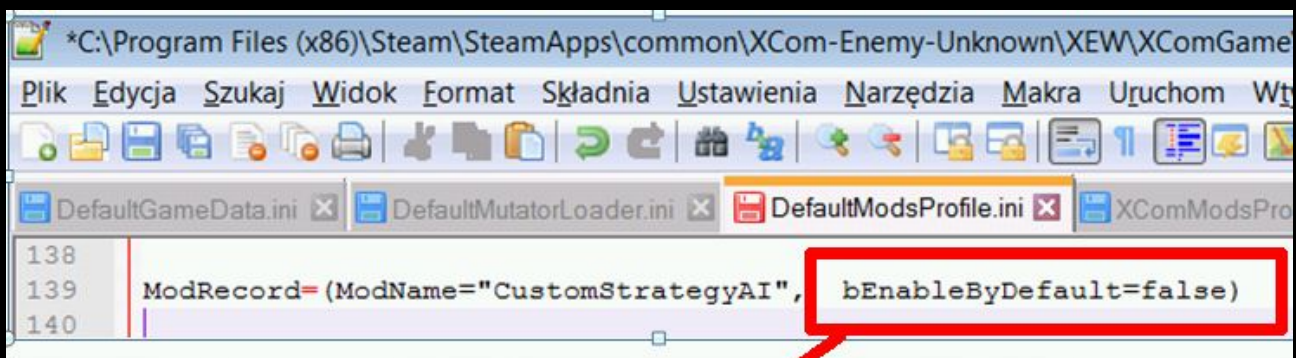 *C:\Program Files (x86)\Steam\SteamApps\common\XCom-Enemy-Unknown\XEW\XComGame\
Plik Edycja Szukaj Widok Format Składnia Ustawienia Narzędzia Makra Uruchom Wty
DefaultGameData.ini DefaultMutatorLoader.ini DefaultModsProfile.ini XComModsPro
138
139 ModRecord=(ModName="CustomStrategyAI", bEnableByDefault=false)
140